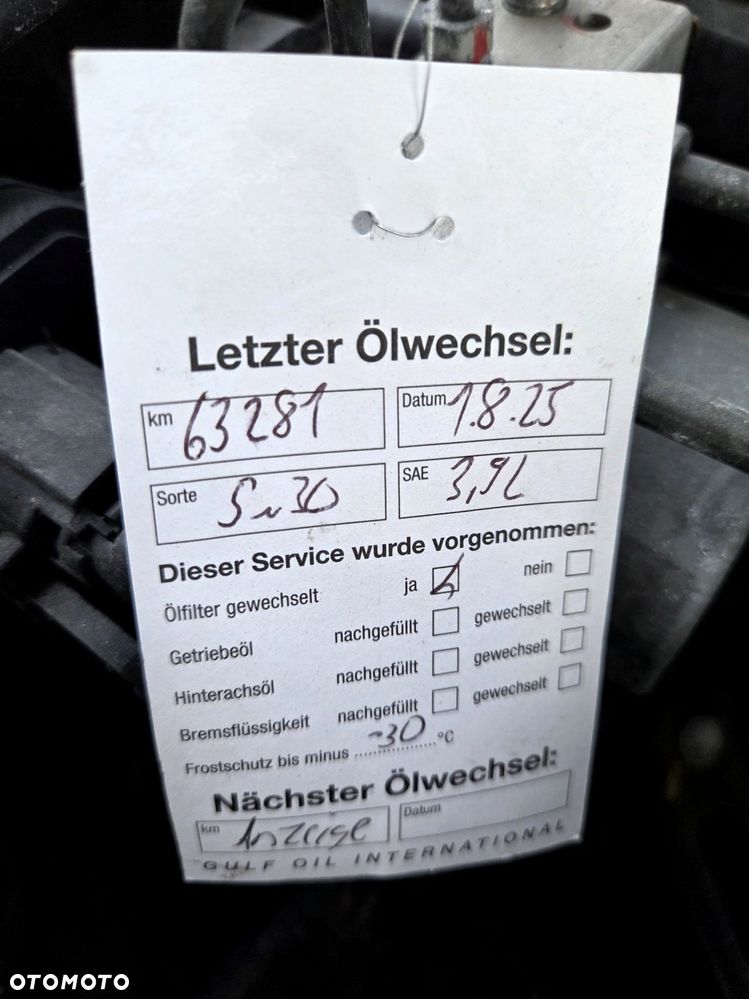 Letzter Ölwechsel:
km 63281 Datum 1.8.25
Sorte 5w30 SAE 3,9L
Dieser Service wurde vorgenommen:
Ölfilter gewechselt ja nein
Getriebeöl nachgefüllt gewechselt
Hinterachsöl nachgefüllt gewechselt
Bremsflüssigkeit nachgefüllt gewechselt
Frostschutz bis minus -30 °C
Nächster Ölwechsel:
km Anzeige Datum
GULF OIL INTERNATIONAL
OTOMOTO